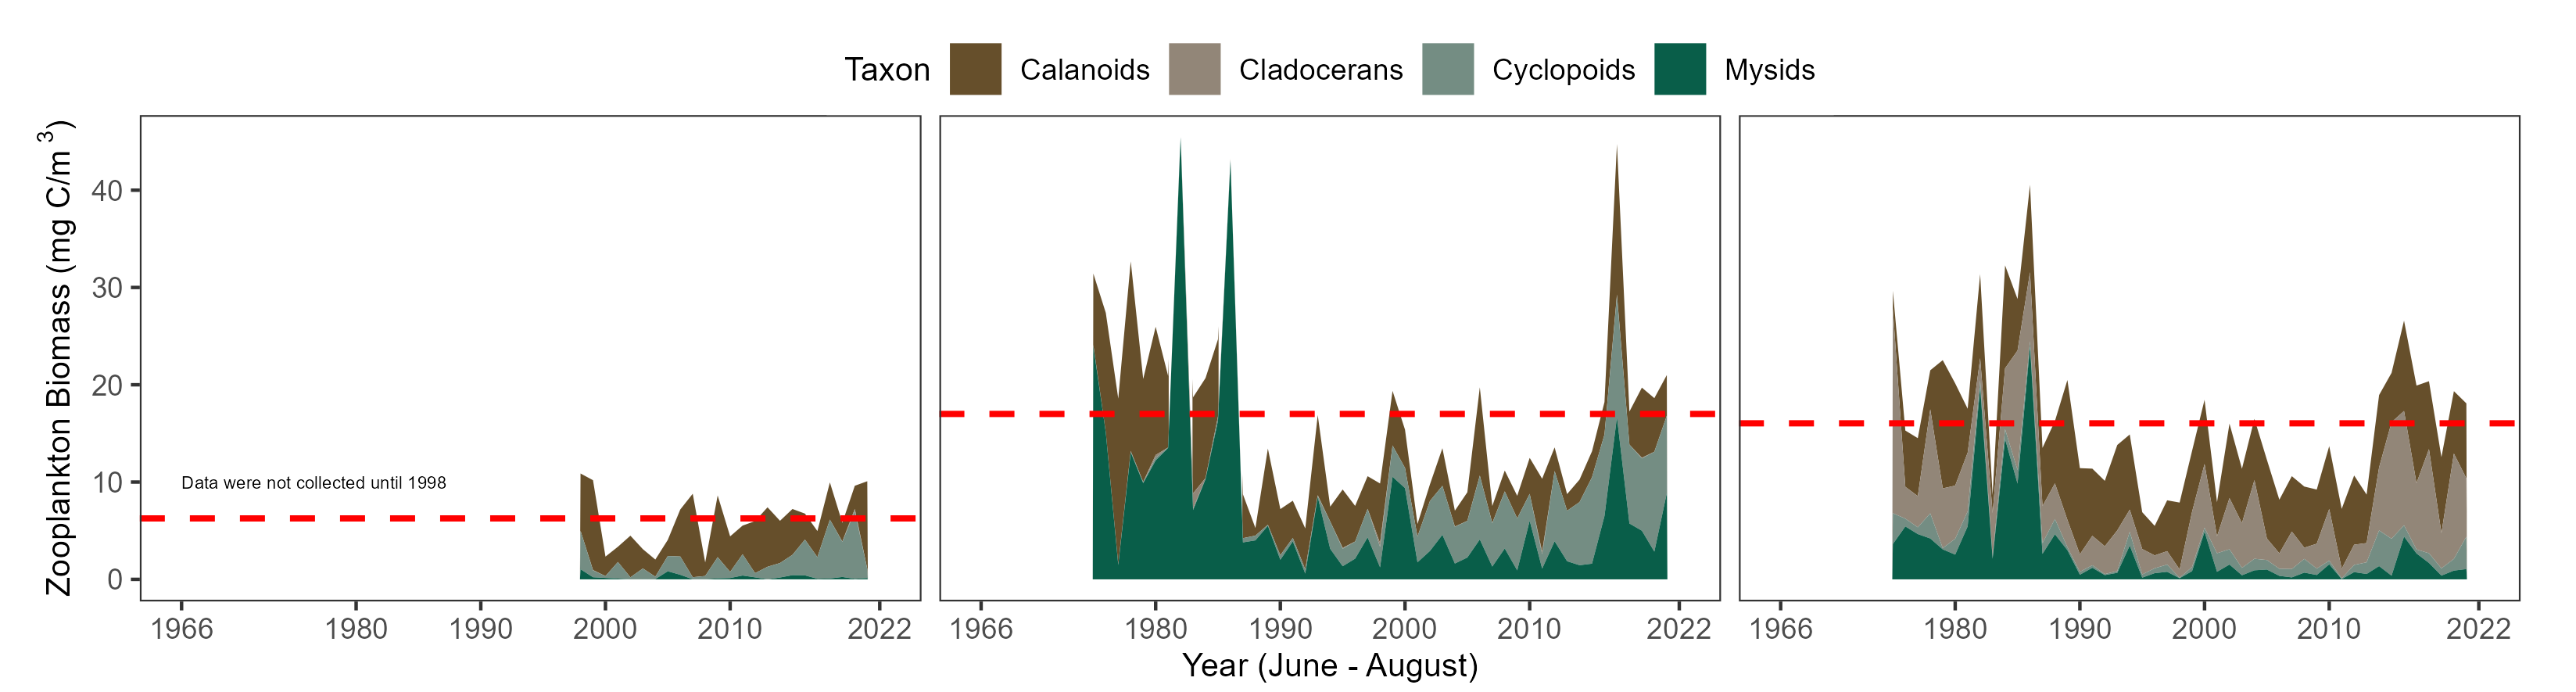 Taxon Calanoids Cladocerans Cyclopoids Mysids
Zooplankton Biomass (mg C/m 3)
40
30
20
10
0
Data were not collected until 1998
1966 1980 1990 2000 2010 2022 1966 1980 1990 2000 2010 2022 1966 1980 1990 2000 2010 2022
Year (June - August)